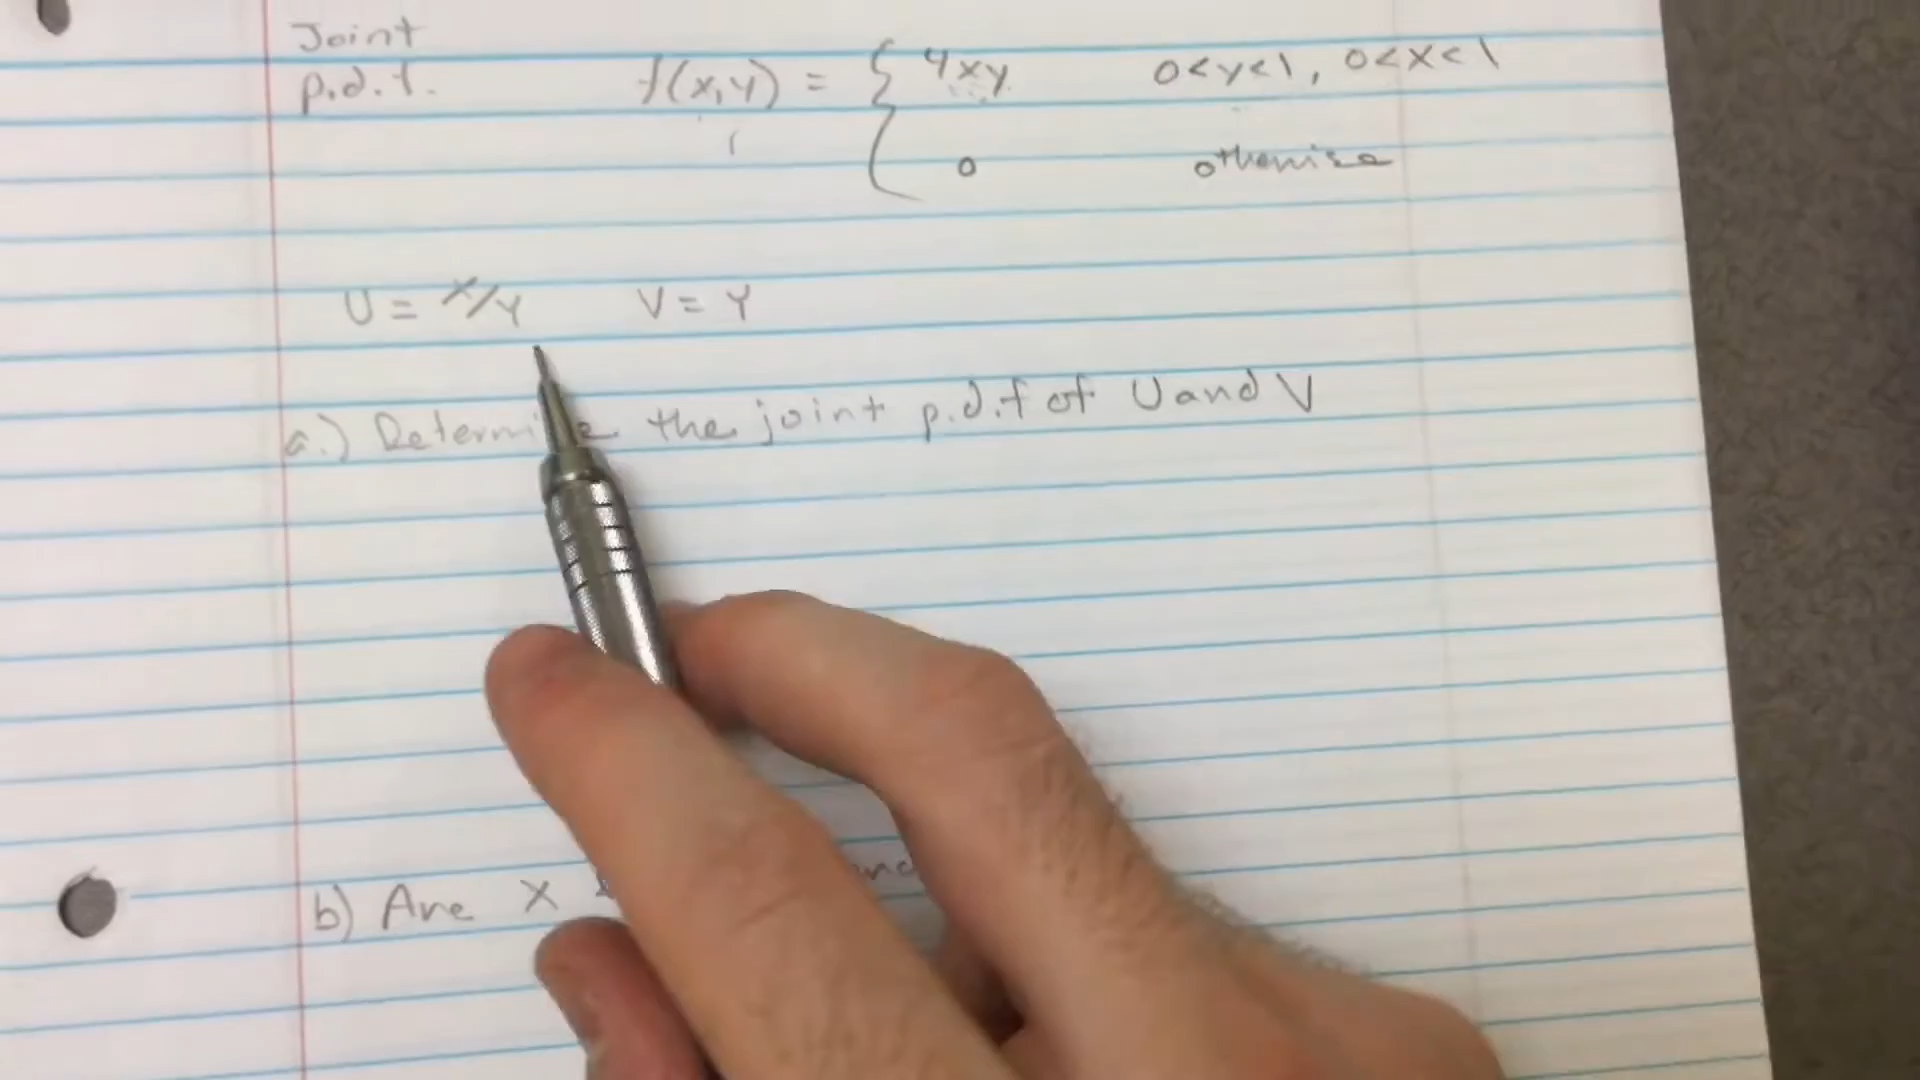 Joint
p.d.f. f(x,y) = { 4xy 0<y<1, 0<x<1
0 otherwise
U = X/Y V = Y
a.) Determine the joint p.d.f of U and V
b) Are X